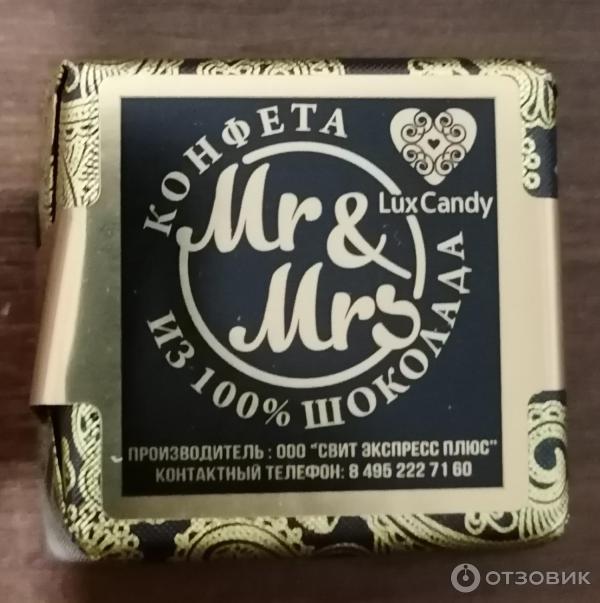 КОНФЕТА
Mr &
Mrs
LuxCandy
ИЗ 100% ШОКОЛАДА
ПРОИЗВОДИТЕЛЬ : ООО "СВИТ ЭКСПРЕСС ПЛЮС"
КОНТАКТНЫЙ ТЕЛЕФОН: 8 495 222 71 60
ОТЗОВИК